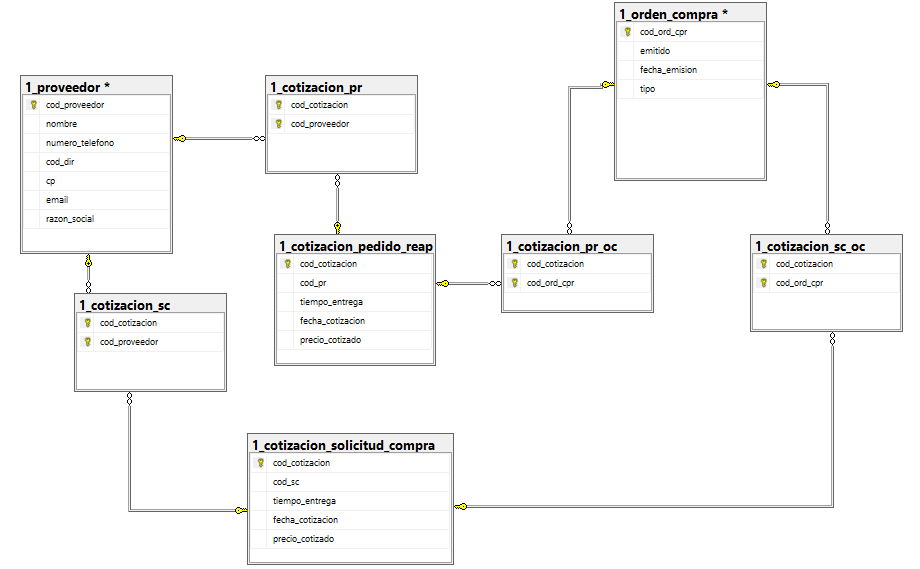 1_orden_compra *
cod_ord_cpr
emitido
fecha_emision
tipo
1_proveedor *
cod_proveedor
nombre
numero_telefono
cod_dir
cp
email
razon_social
1_cotizacion_pr
cod_cotizacion
cod_proveedor
1_cotizacion_pedido_reap
cod_cotizacion
cod_pr
tiempo_entrega
fecha_cotizacion
precio_cotizado
1_cotizacion_pr_oc
cod_cotizacion
cod_ord_cpr
1_cotizacion_sc_oc
cod_cotizacion
cod_ord_cpr
1_cotizacion_sc
cod_cotizacion
cod_proveedor
1_cotizacion_solicitud_compra
cod_cotizacion
cod_sc
tiempo_entrega
fecha_cotizacion
precio_cotizado